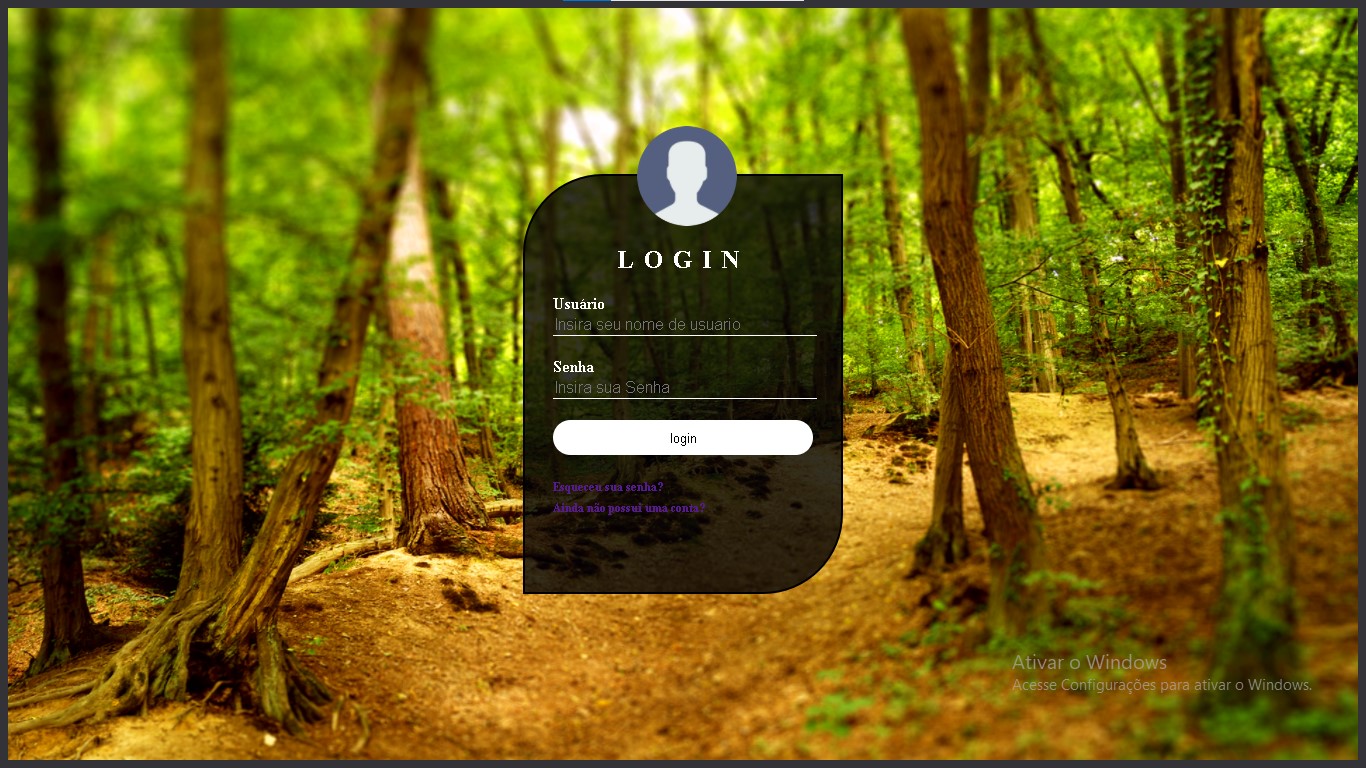 LOGIN
Usuário
Insira seu nome de usuario
Senha
Insira sua Senha
login
Esqueceu sua senha?
Ainda não possui uma conta?
Ativar o Windows
Acesse Configurações para ativar o Windows.